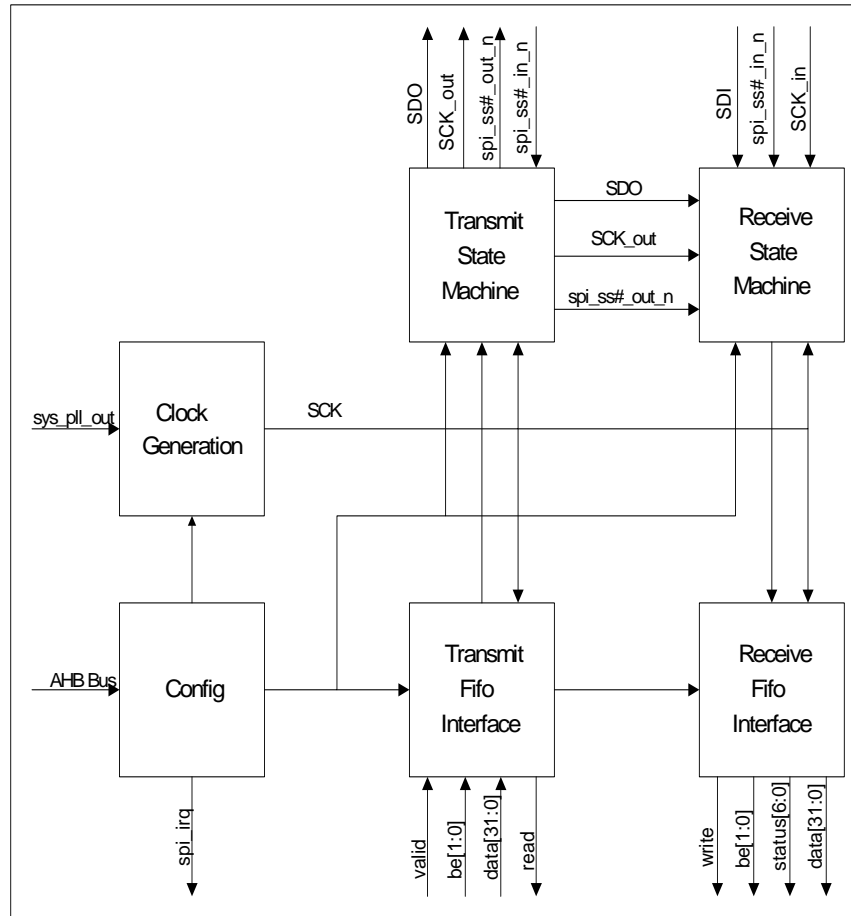 SDO
SCK_out
spi_ss#_out_n
spi_ss#_in_n
SDI
spi_ss#_in_n
SCK_in
Transmit
State
Machine
SDO
SCK_out
spi_ss#_out_n
Receive
State
Machine
sys_pll_out
Clock
Generation
SCK
AHB Bus
Config
Transmit
Fifo
Interface
Receive
Fifo
Interface
spi_irq
valid
be[1:0]
data[31:0]
read
write
be[1:0]
status[6:0]
data[31:0]